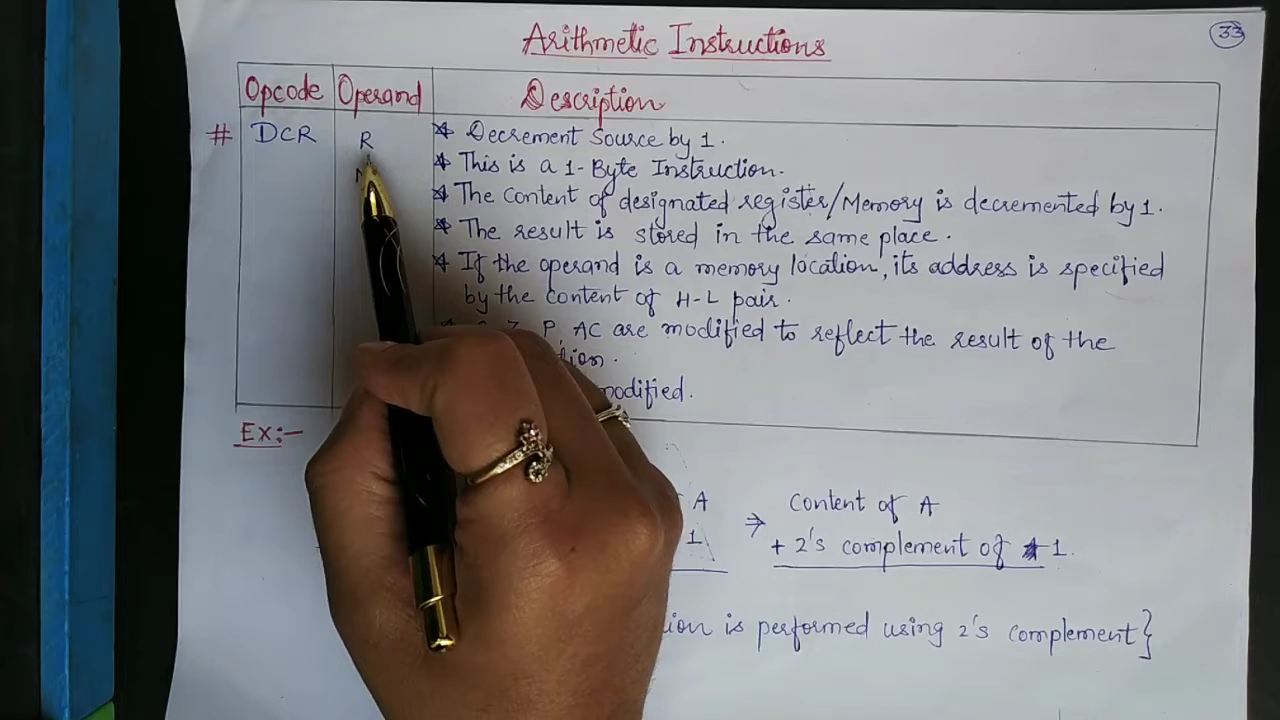 Arithmetic Instructions
33
Opcode Operand Description
# DCR R * Decrement Source by 1.
* This is a 1-Byte Instruction.
* The content of designated register/Memory is decremented by 1.
* The result is stored in the same place.
* If the operand is a memory location, its address is specified
by the content of H-L pair.
P, AC are modified to reflect the result of the
modified.
Ex:-
A ⇒ Content of A
1 + 2's complement of 1.
is performed using 2's complement}